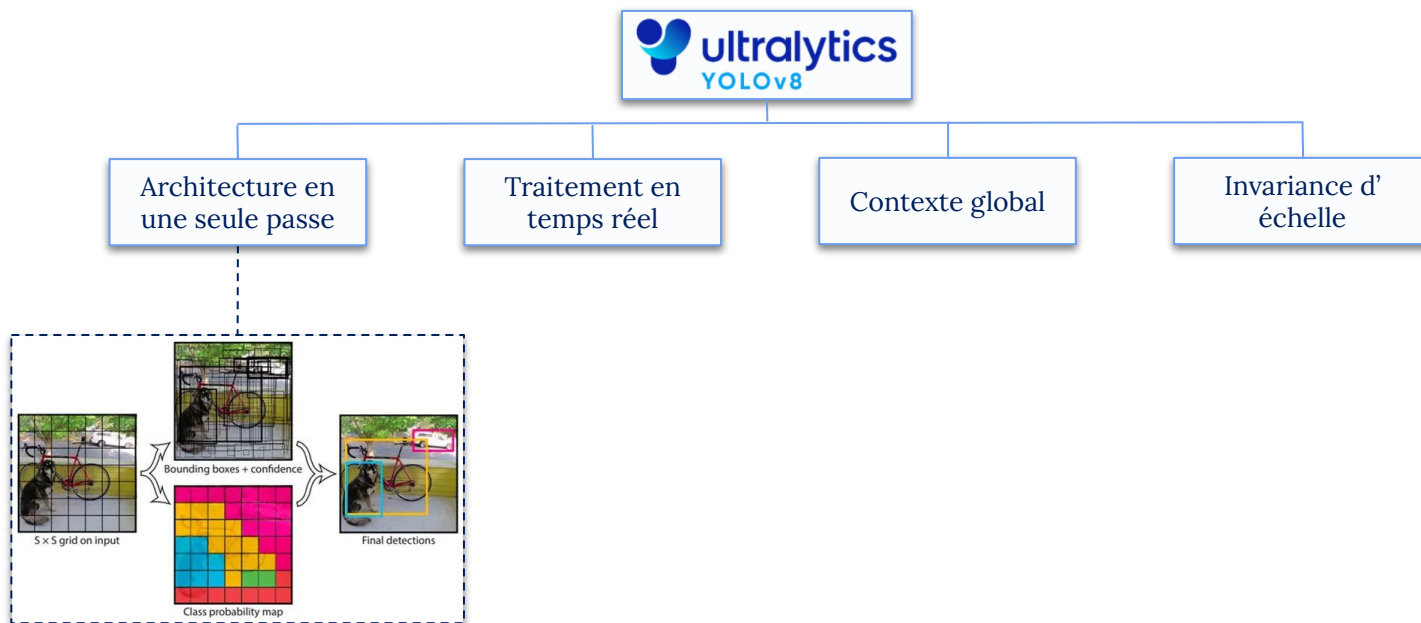 ultralytics
YOLOv8
Architecture en
une seule passe
Traitement en
temps réel
Contexte global
Invariance d’
échelle
Bounding boxes + confidence
S × S grid on input
Final detections
Class probability map